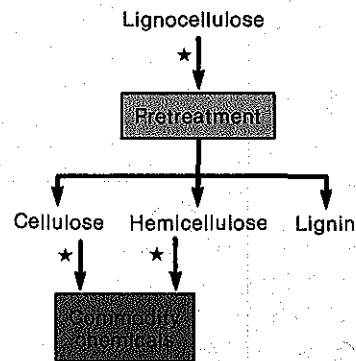 Lignocellulose
Pretreatment
Cellulose Hemicellulose Lignin
Commodity
chemicals